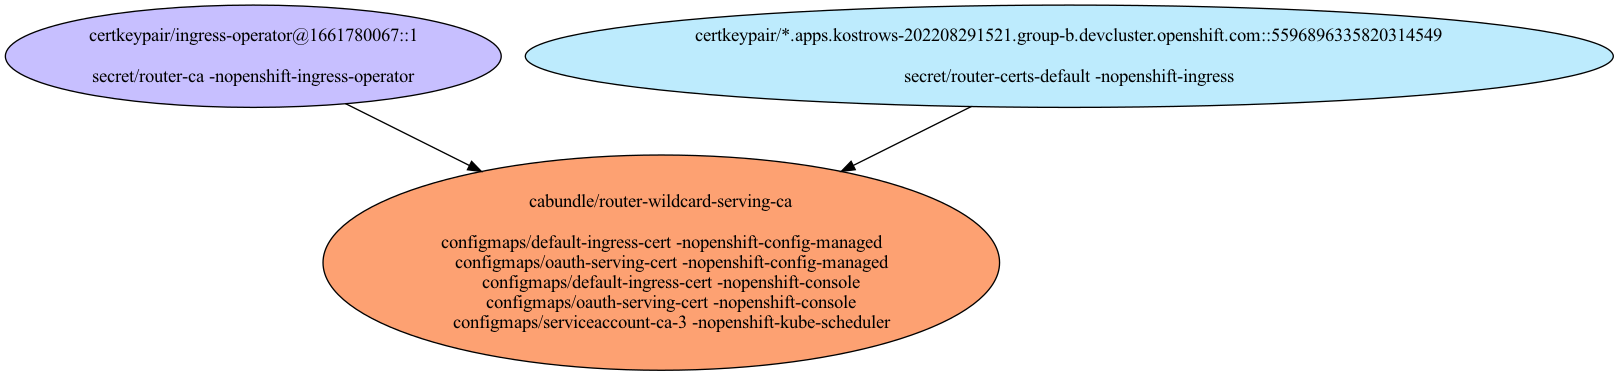 certkeypair/ingress-operator@1661780067::1
secret/router-ca -nopenshift-ingress-operator
certkeypair/*.apps.kostrows-202208291521.group-b.devcluster.openshift.com::5596896335820314549
secret/router-certs-default -nopenshift-ingress
cabundle/router-wildcard-serving-ca
configmaps/default-ingress-cert -nopenshift-config-managed
configmaps/oauth-serving-cert -nopenshift-config-managed
configmaps/default-ingress-cert -nopenshift-console
configmaps/oauth-serving-cert -nopenshift-console
configmaps/serviceaccount-ca-3 -nopenshift-kube-scheduler